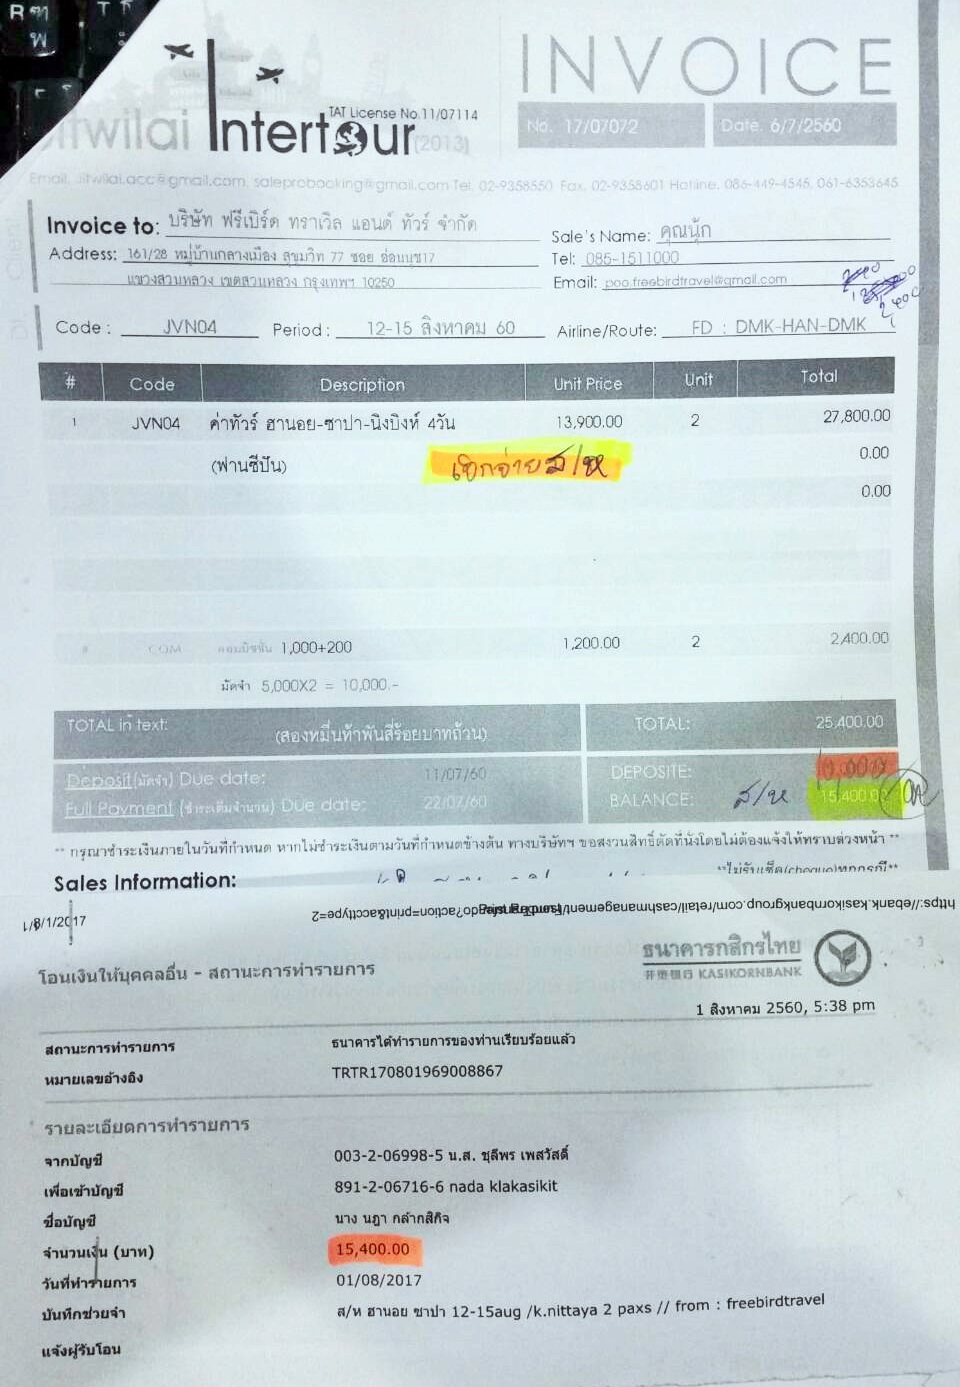 INVOICE
Jitwilai Intertour (2013)
TAT License No.11/07114
No. 17/07072 Date. 6/7/2560
Email. Jitwilai.acc@gmail.com, saleprobooking@gmail.com Tel. 02-9358550 Fax. 02-9358601 Hotline. 086-449-4545, 061-6353645
Invoice to: บริษัท ฟรีเบิร์ด ทราเวิล แอนด์ ทัวร์ จำกัด
Sale's Name: คุณนุ้ก
Address: 161/28 หมู่บ้านกลางเมือง สุขุมวิท 77 ซอย อ่อนนุช17
Tel: 085-1511000
แขวงสวนหลวง เขตสวนหลวง กรุงเทพฯ 10250
Email: poo.freebirdtravel@gmail.com
2,400
Code : JVN04 Period : 12-15 สิงหาคม 60 Airline/Route: FD : DMK-HAN-DMK
# Code Description Unit Price Unit Total
1 JVN04 ค่าทัวร์ ฮานอย-ซาปา-นิงบิงห์ 4วัน 13,900.00 2 27,800.00
(ฟานซีปัน) 0.00
เบิกจ่าย ส/ห
0.00
# COM คอมมิชชั่น 1,000+200 1,200.00 2 2,400.00
มัดจำ 5,000X2 = 10,000.-
TOTAL in text: (สองหมื่นห้าพันสี่ร้อยบาทถ้วน) TOTAL: 25,400.00
Deposit(มัดจำ) Due date: 11/07/60 DEPOSITE: 10,000
Full Payment (ชำระเต็มจำนวน) Due date: 22/07/60 BALANCE: ส/ห 15,400.00
** กรุณาชำระเงินภายในวันที่กำหนด หากไม่ชำระเงินตามวันที่กำหนดข้างต้น ทางบริษัทฯ ขอสงวนสิทธิ์ตัดที่นั่งโดยไม่ต้องแจ้งให้ทราบล่วงหน้า **
**ไม่รับเช็ค(cheque)ทุกกรณี**
Sales Information:
8/1/2017
ธนาคารกสิกรไทย
开泰银行 KASIKORNBANK
โอนเงินให้บุคคลอื่น - สถานะการทำรายการ
1 สิงหาคม 2560, 5:38 pm
สถานะการทำรายการ ธนาคารได้ทำรายการของท่านเรียบร้อยแล้ว
หมายเลขอ้างอิง TRTR170801969008867
รายละเอียดการทำรายการ
จากบัญชี 003-2-06998-5 น.ส. ชุลีพร เพสวัสดิ์
เพื่อเข้าบัญชี 891-2-06716-6 nada klakasikit
ชื่อบัญชี นาง นฎา กล้ากสิกิจ
จำนวนเงิน (บาท) 15,400.00
วันที่ทำรายการ 01/08/2017
บันทึกช่วยจำ ส/ห ฮานอย ซาปา 12-15aug /k.nittaya 2 paxs // from : freebirdtravel
แจ้งผู้รับโอน